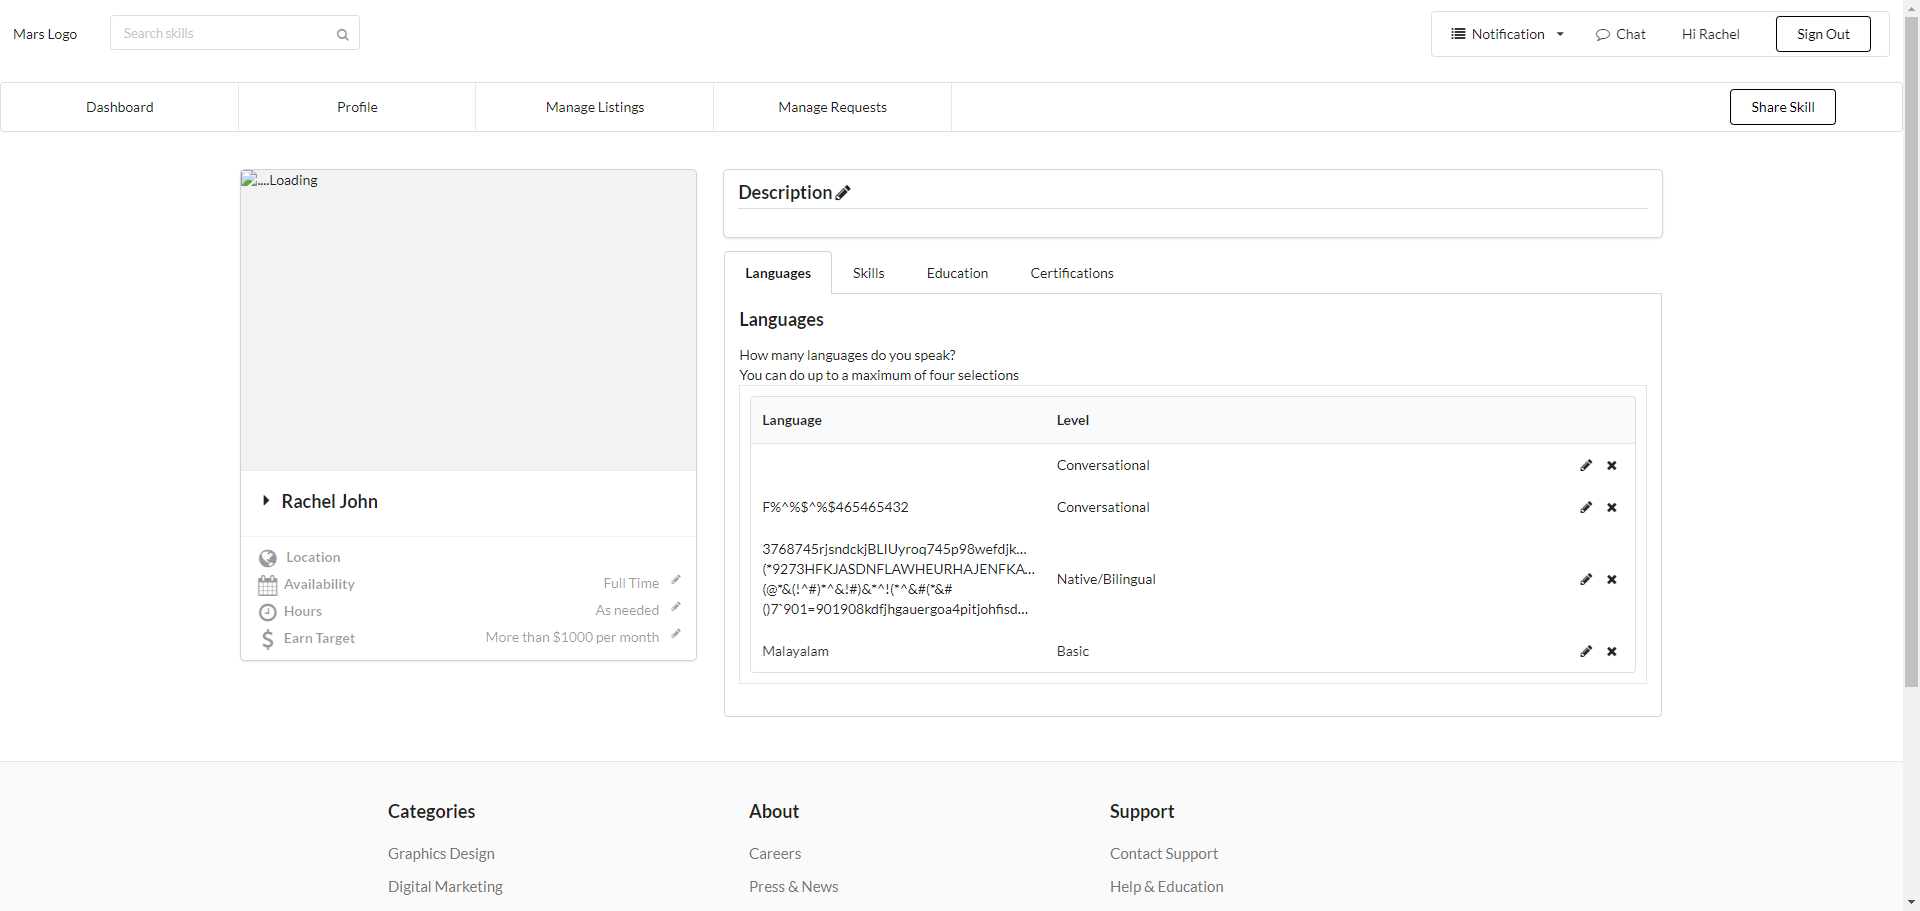 Mars Logo
Search skills
Notification
Chat
Hi Rachel
Sign Out
Dashboard
Profile
Manage Listings
Manage Requests
Share Skill
....Loading
Rachel John
Location
Availability
Full Time
Hours
As needed
Earn Target
More than $1000 per month
Description
Languages
Skills
Education
Certifications
Languages
How many languages do you speak?
You can do up to a maximum of four selections
Language
Level
Conversational
F%^%$^%$465465432
Conversational
3768745rjsndckjBLIUyroq745p98wefdjk...
(*9273HFKJASDNFLAWHEURHAJENFKA...
(@*&(!^#)*^&!#)&*^!(*^&#(*&#
()7`901=901908kdfjhgauergoa4pitjohfisd...
Native/Bilingual
Malayalam
Basic
Categories
Graphics Design
Digital Marketing
About
Careers
Press & News
Support
Contact Support
Help & Education